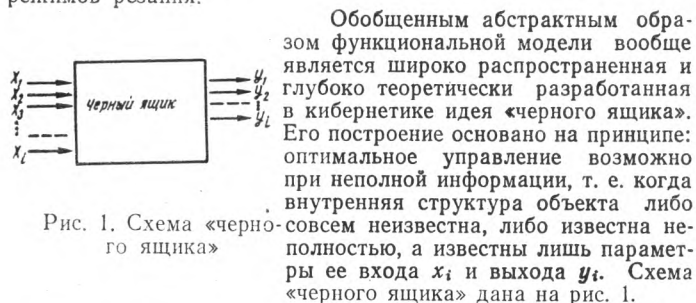 режимов резания.
Обобщенным абстрактным обра-
зом функциональной модели вообще
является широко распространенная и
глубоко теоретически разработанная
в кибернетике идея «черного ящика».
Его построение основано на принципе:
оптимальное управление возможно
при неполной информации, т. е. когда
внутренняя структура объекта либо
совсем неизвестна, либо известна не-
полностью, а известны лишь парамет-
ры ее входа xᵢ и выхода yᵢ. Схема
«черного ящика» дана на рис. 1.
x₁
x₂
x₃
xᵢ
Черный ящик
y₁
y₂
yᵢ
Рис. 1. Схема «черно-
го ящика»